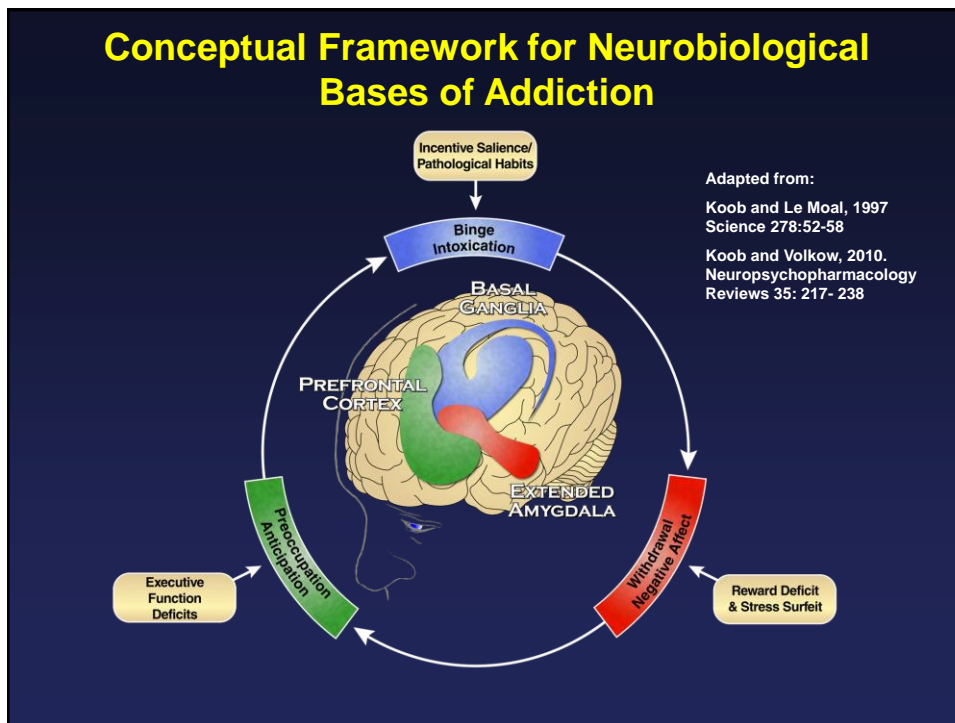 Conceptual Framework for Neurobiological
Bases of Addiction
Incentive Salience/
Pathological Habits
Adapted from:
Koob and Le Moal, 1997
Science 278:52-58
Koob and Volkow, 2010.
Neuropsychopharmacology
Reviews 35: 217- 238
Binge
Intoxication
BASAL
GANGLIA
PREFRONTAL
CORTEX
EXTENDED
AMYGDALA
Preoccupation
Anticipation
Withdrawal
Negative Affect
Executive
Function
Deficits
Reward Deficit
& Stress Surfeit